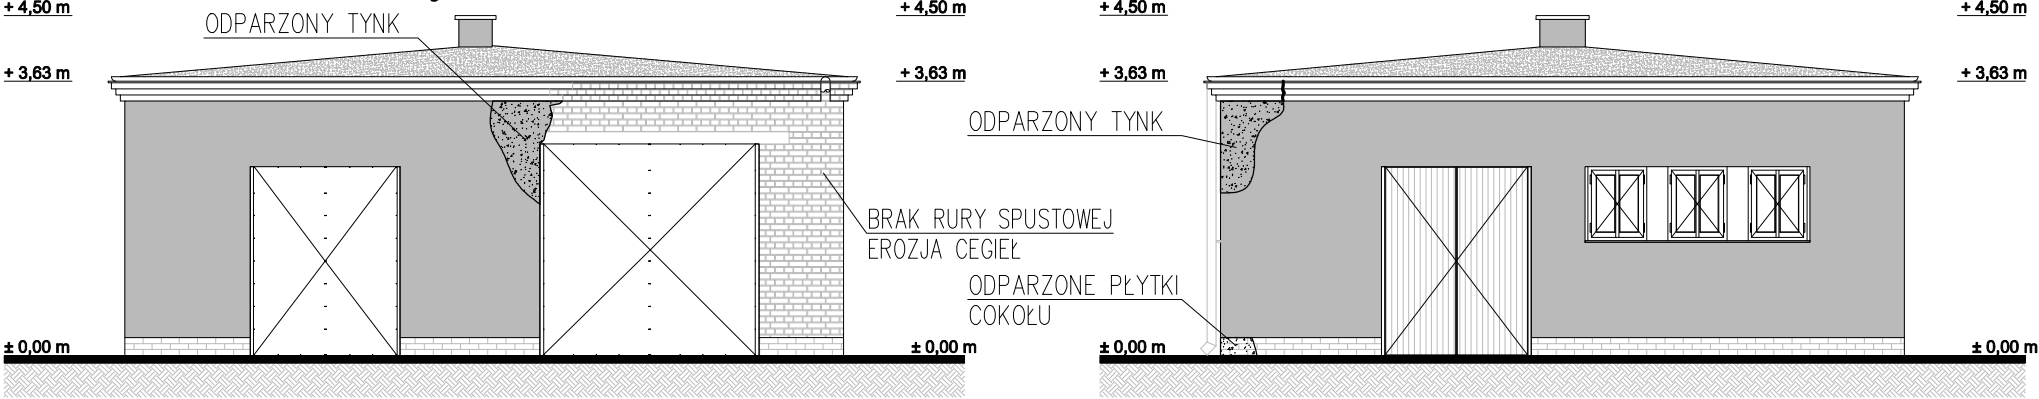 + 4,50 m
ODPARZONY TYNK
+ 4,50 m
+ 3,63 m
+ 3,63 m
BRAK RURY SPUSTOWEJ
EROZJA CEGIEŁ
± 0,00 m
± 0,00 m
+ 4,50 m
+ 4,50 m
+ 3,63 m
+ 3,63 m
ODPARZONY TYNK
ODPARZONE PŁYTKI
COKOŁU
± 0,00 m
± 0,00 m